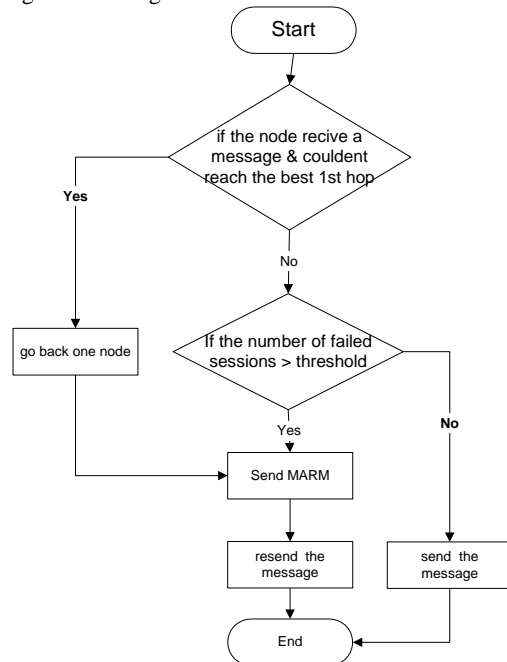 Start
if the node recive a
message & couldent
reach the best 1st hop
Yes
No
go back one node
If the number of failed
sessions > threshold
Yes
No
Send MARM
resend the
message
send the
message
End